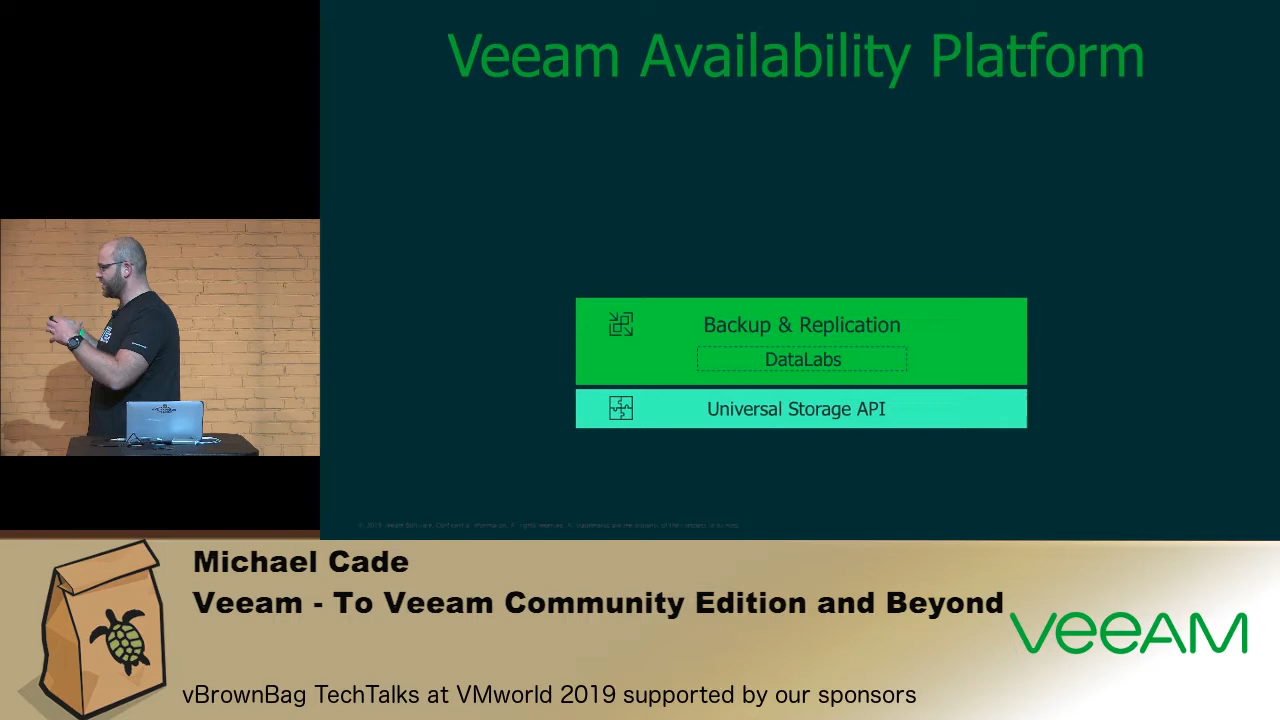 Veeam Availability Platform
Backup & Replication
DataLabs
Universal Storage API
Michael Cade
Veeam - To Veeam Community Edition and Beyond
veeAM
vBrownBag TechTalks at VMworld 2019 supported by our sponsors